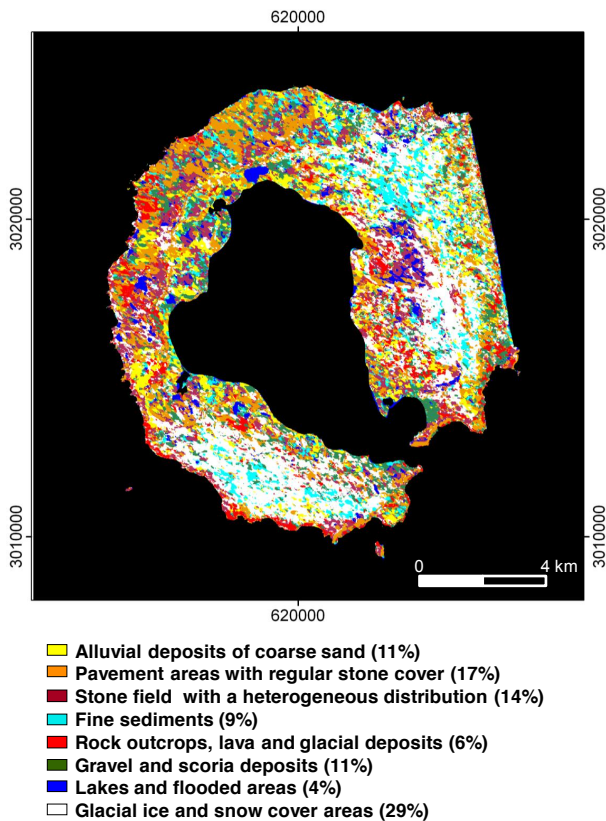 620000
3020000
3020000
3010000
3010000
0 4 km
620000
Alluvial deposits of coarse sand (11%)
Pavement areas with regular stone cover (17%)
Stone field with a heterogeneous distribution (14%)
Fine sediments (9%)
Rock outcrops, lava and glacial deposits (6%)
Gravel and scoria deposits (11%)
Lakes and flooded areas (4%)
Glacial ice and snow cover areas (29%)